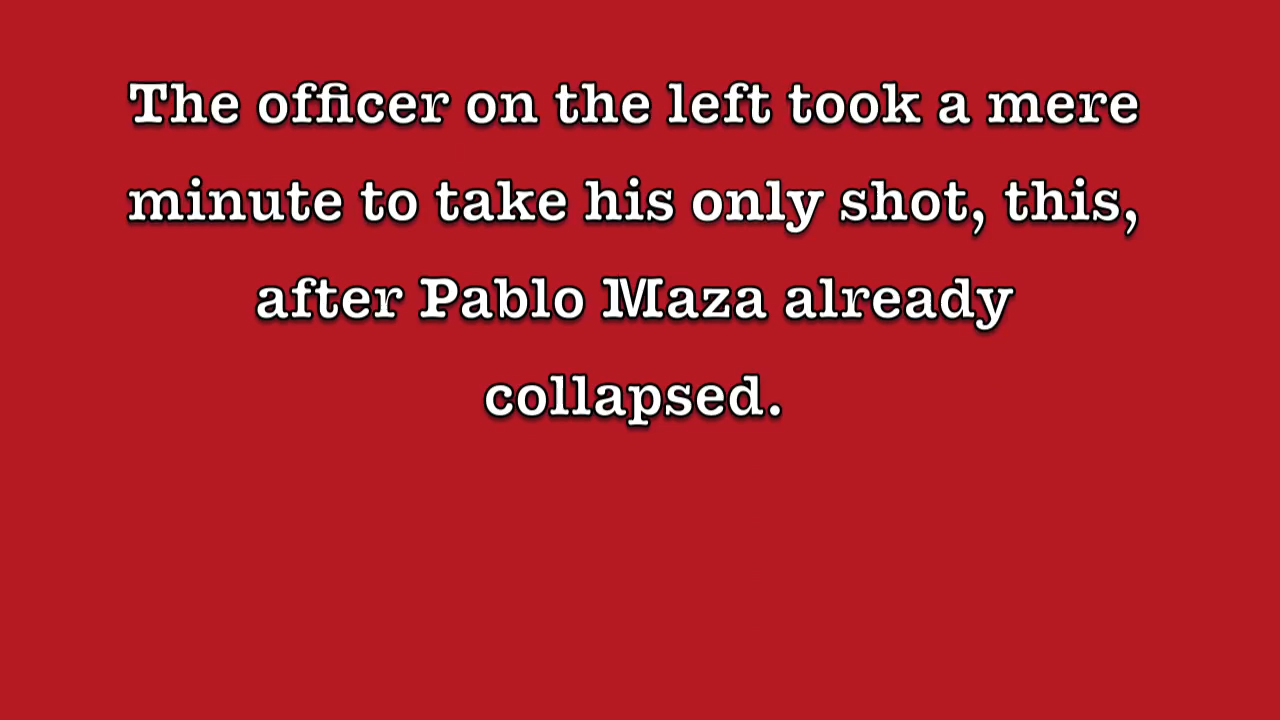 The officer on the left took a mere
minute to take his only shot, this,
after Pablo Maza already
collapsed.